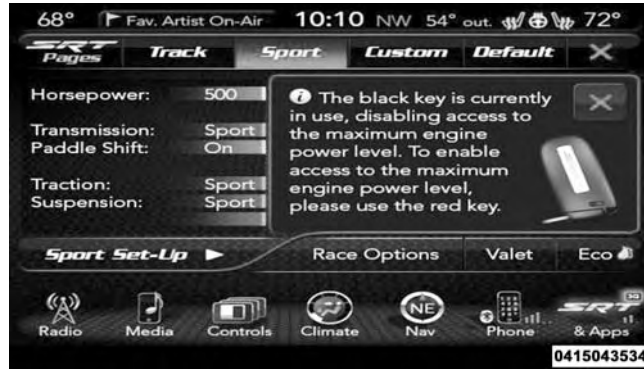 68° Fav. Artist On-Air 10:10 NW 54° out. 72°
SRT Pages Track Sport Custom Default
Horsepower: 500
Transmission: Sport
Paddle Shift: On
Traction: Sport
Suspension: Sport
The black key is currently
in use, disabling access to
the maximum engine
power level. To enable
access to the maximum
engine power level,
please use the red key.
Sport Set-Up Race Options Valet Eco
Radio Media Controls Climate NE Nav Phone 3G SRT & Apps
0415043534